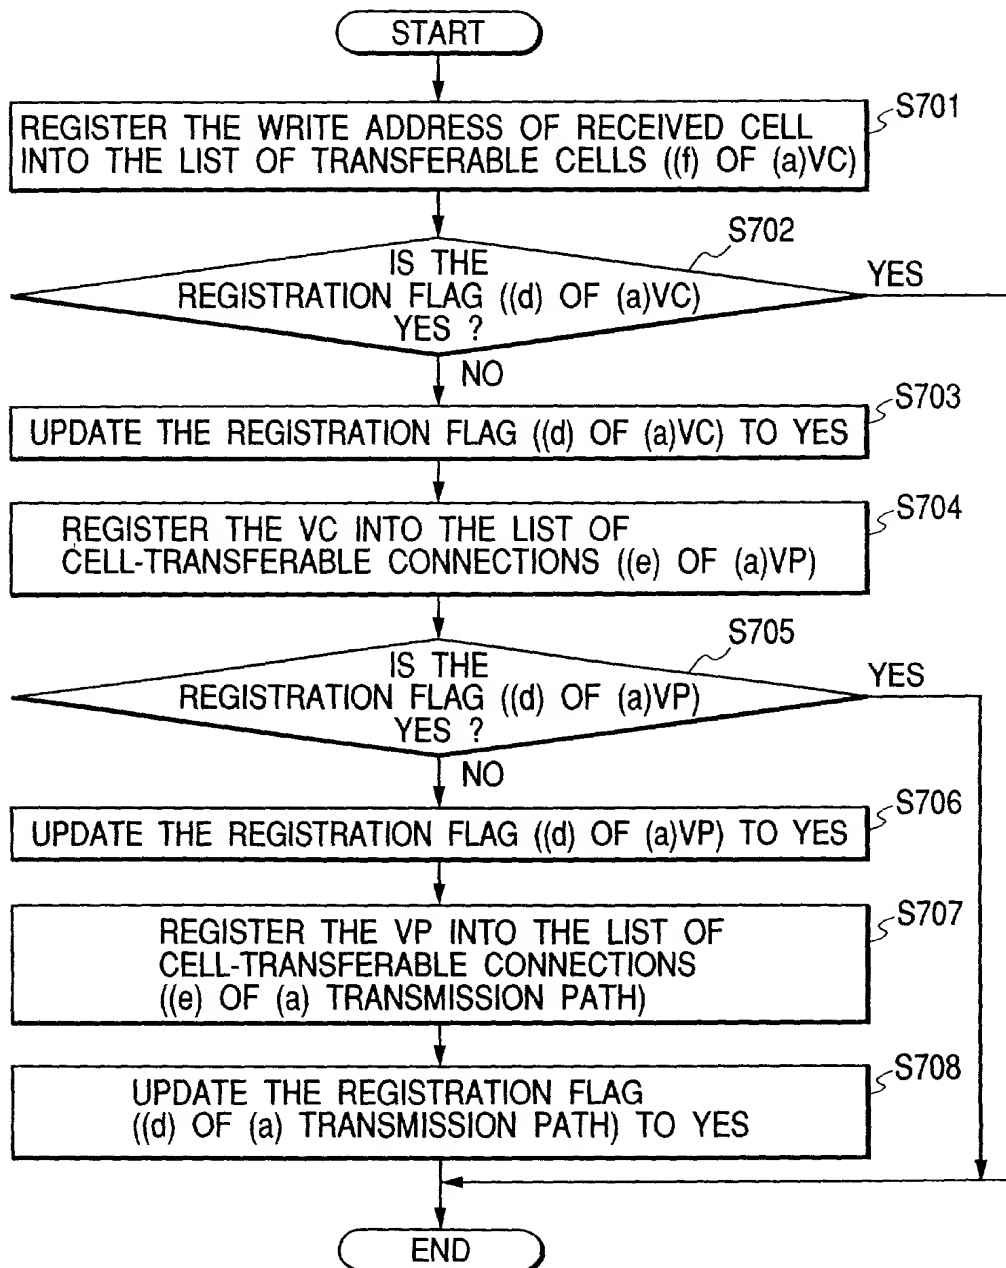 START
S701
REGISTER THE WRITE ADDRESS OF RECEIVED CELL
INTO THE LIST OF TRANSFERABLE CELLS ((f) OF (a)VC)
S702
IS THE
REGISTRATION FLAG ((d) OF (a)VC)
YES ?
YES
NO
S703
UPDATE THE REGISTRATION FLAG ((d) OF (a)VC) TO YES
S704
REGISTER THE VC INTO THE LIST OF
CELL-TRANSFERABLE CONNECTIONS ((e) OF (a)VP)
S705
IS THE
REGISTRATION FLAG ((d) OF (a)VP)
YES ?
YES
NO
S706
UPDATE THE REGISTRATION FLAG ((d) OF (a)VP) TO YES
S707
REGISTER THE VP INTO THE LIST OF
CELL-TRANSFERABLE CONNECTIONS
((e) OF (a) TRANSMISSION PATH)
S708
UPDATE THE REGISTRATION FLAG
((d) OF (a) TRANSMISSION PATH) TO YES
END